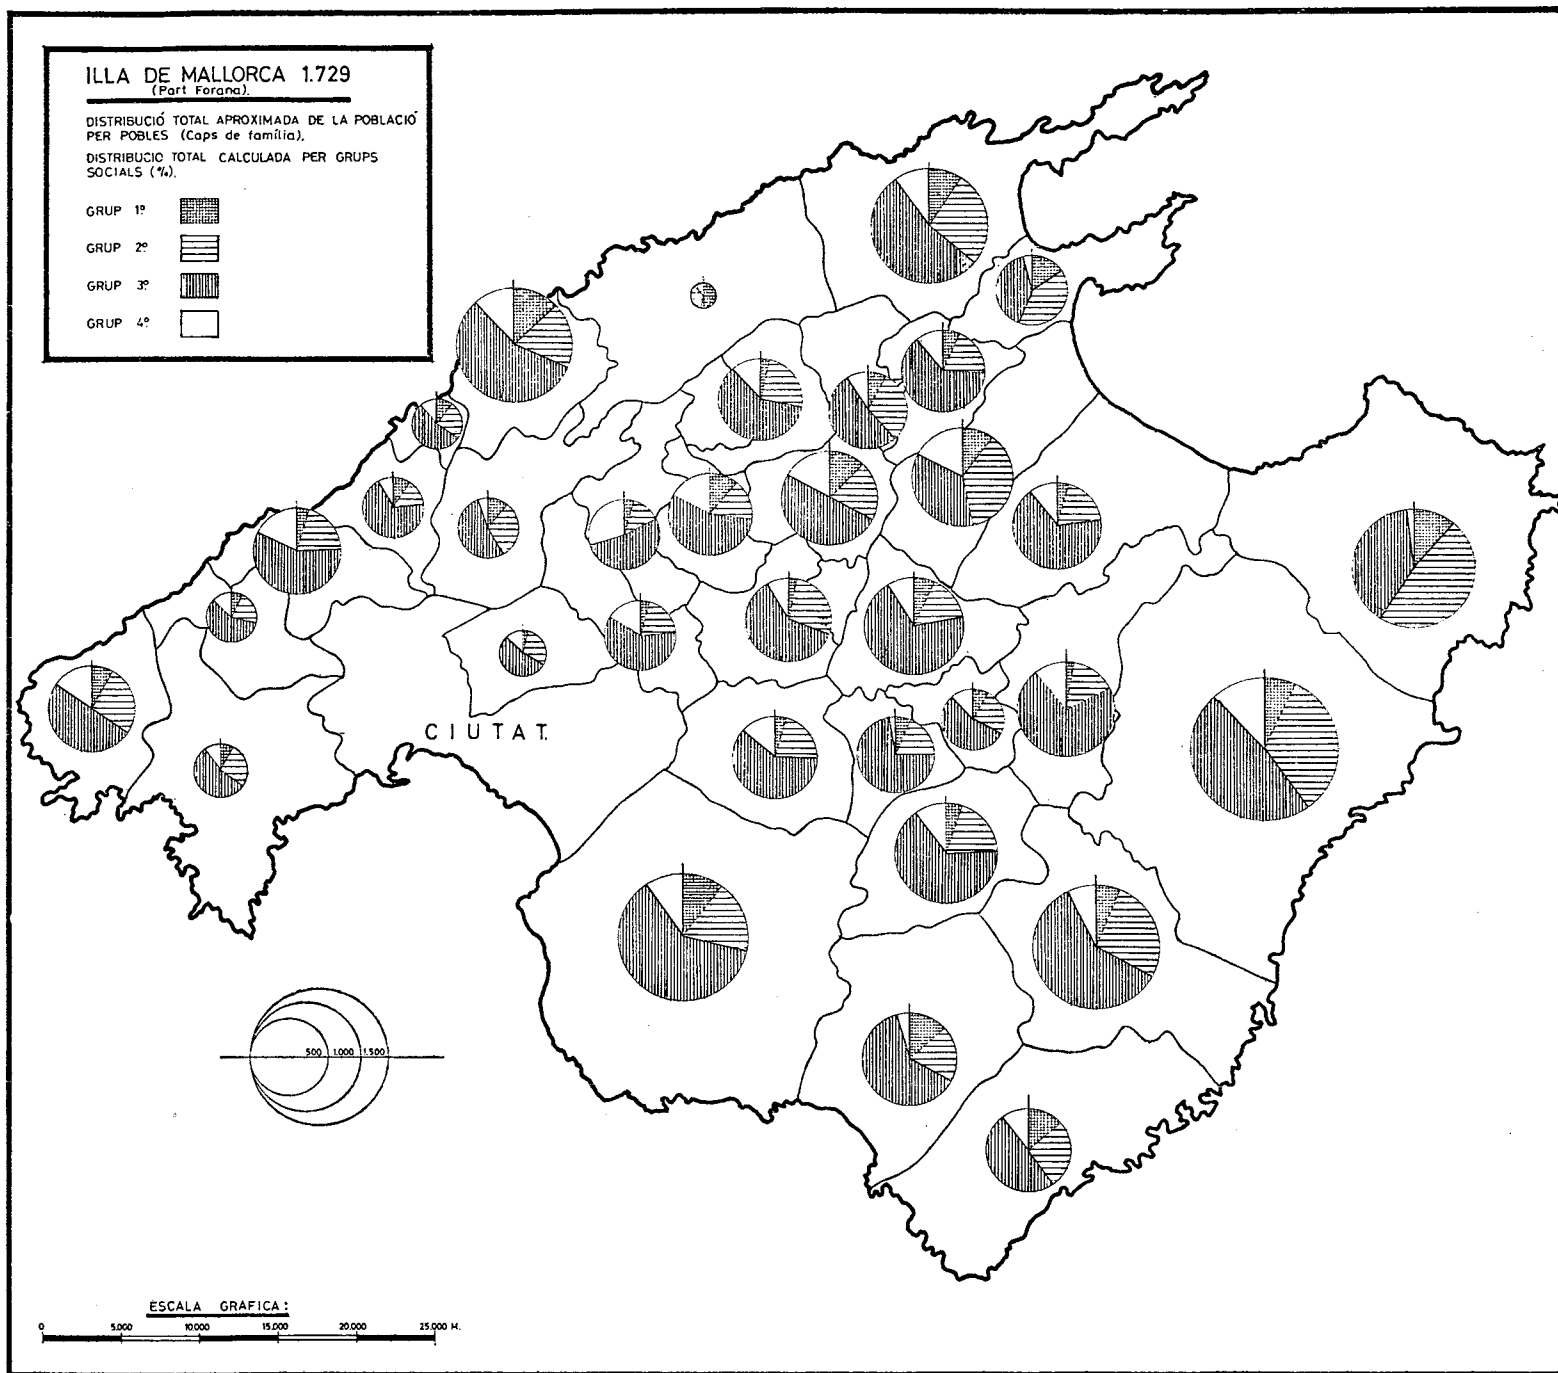 ILLA DE MALLORCA 1.729
(Part Forana).
DISTRIBUCIÓ TOTAL APROXIMADA DE LA POBLACIÓ
PER POBLES (Caps de família).
DISTRIBUCIO TOTAL CALCULADA PER GRUPS
SOCIALS (%).
GRUP 1º
GRUP 2º
GRUP 3º
GRUP 4º
CIUTAT.
500 1.000 1.500
ESCALA GRAFICA:
0 5.000 10.000 15.000 20.000 25.000 M.